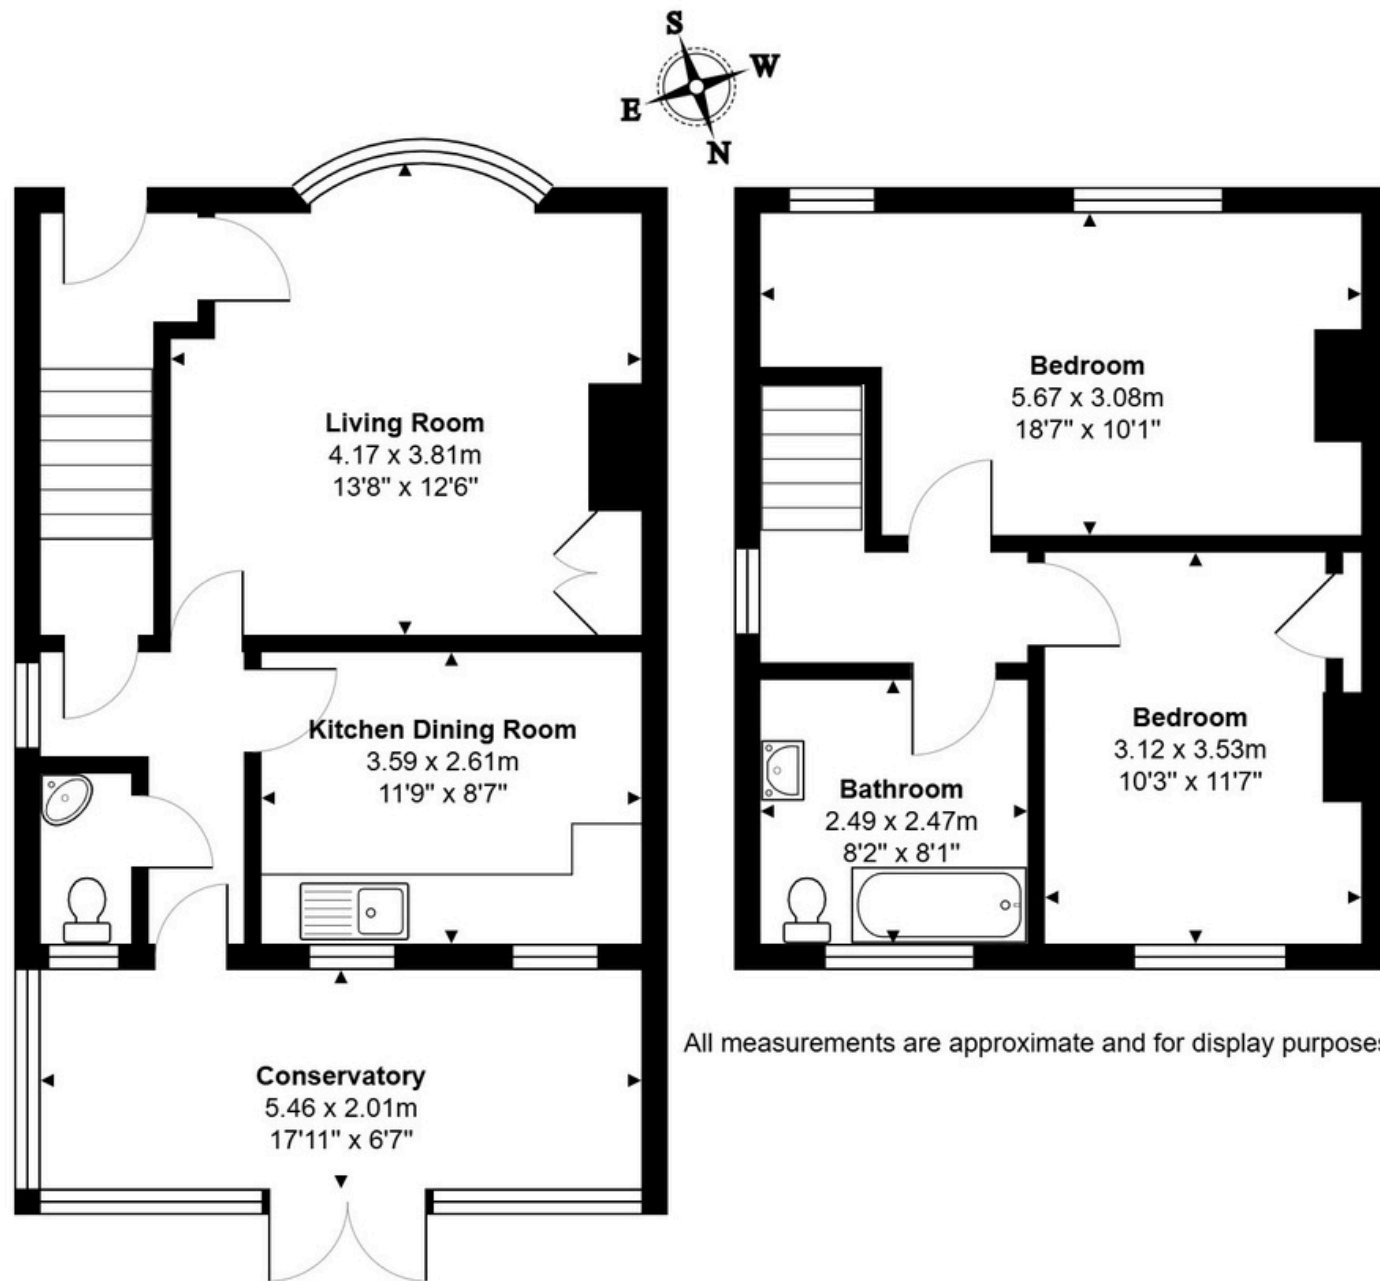 S
W
E
N
Living Room
4.17 x 3.81m
13'8" x 12'6"
Kitchen Dining Room
3.59 x 2.61m
11'9" x 8'7"
Conservatory
5.46 x 2.01m
17'11" x 6'7"
Bedroom
5.67 x 3.08m
18'7" x 10'1"
Bedroom
3.12 x 3.53m
10'3" x 11'7"
Bathroom
2.49 x 2.47m
8'2" x 8'1"
All measurements are approximate and for display purposes